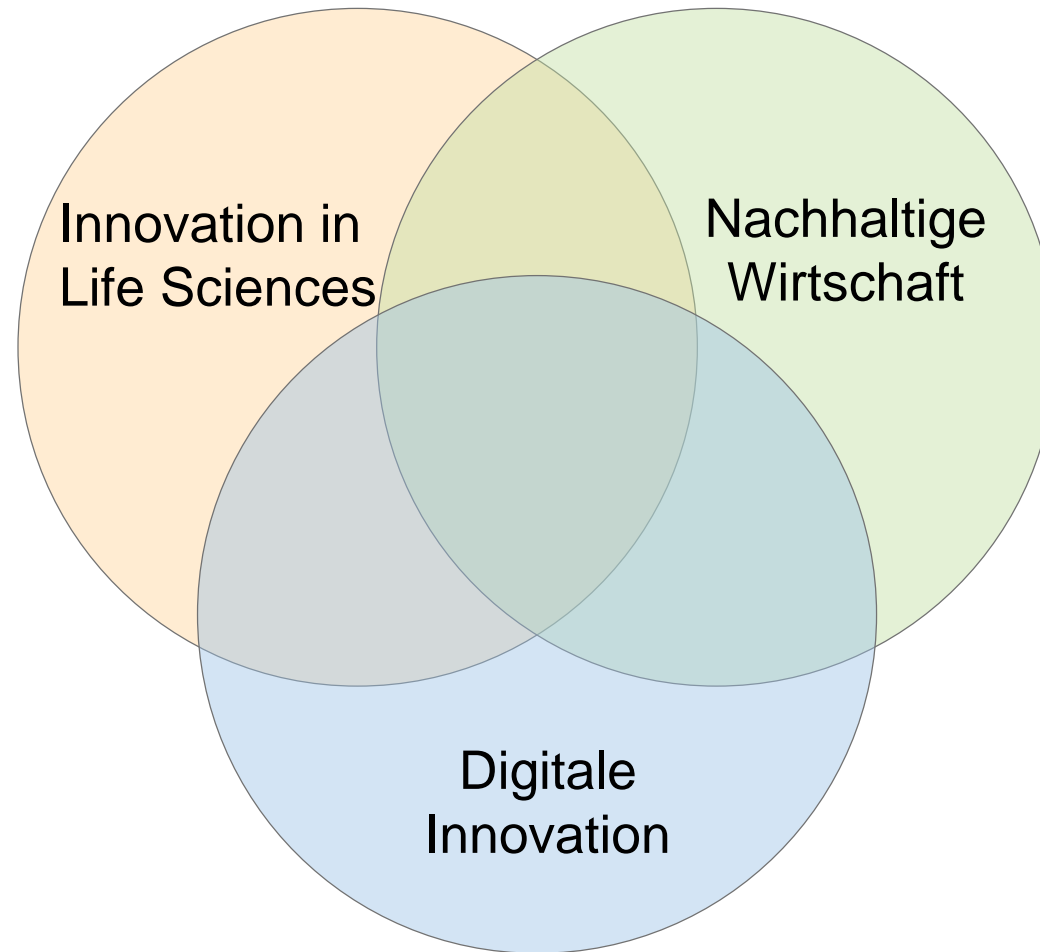 Innovation in
Life Sciences
Nachhaltige
Wirtschaft
Digitale
Innovation